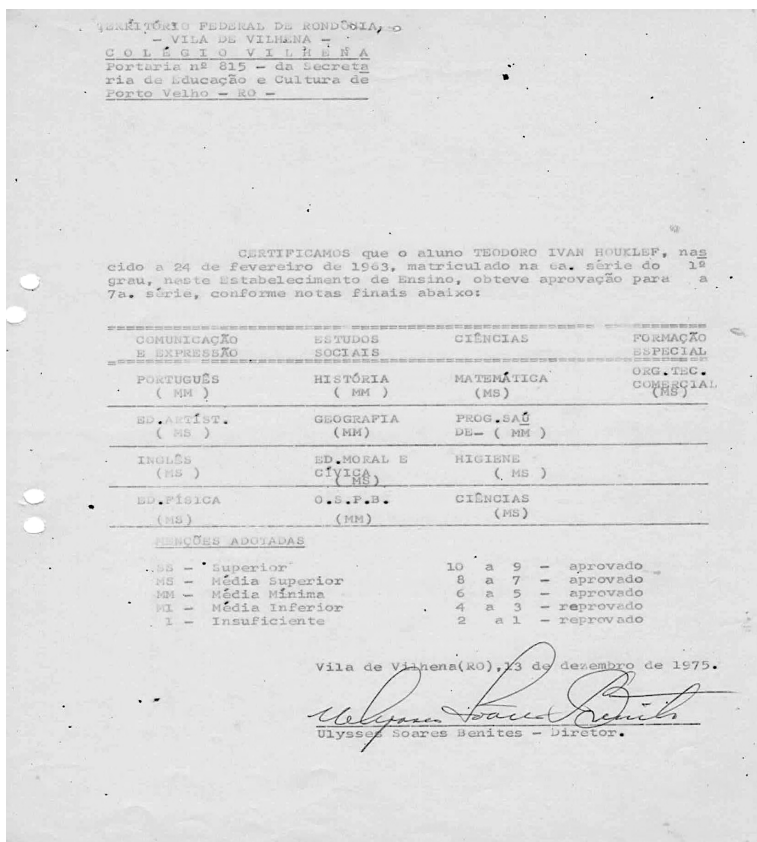 TERRITÓRIO FEDERAL DE RONDÔNIA,
- VILA DE VILHENA -
C O L É G I O V I L H E N A
Portaria nº 815 - da Secreta
ria de Educação e Cultura de
Porto Velho - RO -
CERTIFICAMOS que o aluno TEODORO IVAN HOUKLEF, nas
cido a 24 de fevereiro de 1963, matriculado na 6a. série do 1º
grau, neste Estabelecimento de Ensino, obteve aprovação para a
7a. série, conforme notas finais abaixo:
COMUNICAÇÃO ESTUDOS CIÊNCIAS FORMAÇÃO
E EXPRESSÃO SOCIAIS ESPECIAL
PORTUGUÊS HISTÓRIA MATEMÁTICA ORG.TEC.
COMERCIAL
( MM ) ( MM ) (MS) (MS)
ED.ARTÍST. GEOGRAFIA PROG.SAÚ
( MS ) (MM) DE- ( MM )
INGLÊS ED.MORAL E HIGIENE
(MS ) CÍVICA ( MS )
( MS)
ED.FÍSICA O.S.P.B. CIÊNCIAS
(MS) (MM) (MS)
MENÇÕES ADOTADAS
SS - Superior 10 a 9 - aprovado
MS - Média Superior 8 a 7 - aprovado
MM - Média Mínima 6 a 5 - aprovado
MI - Média Inferior 4 a 3 - reprovado
I - Insuficiente 2 a 1 - reprovado
Vila de Vilhena(RO),13 de dezembro de 1975.
Ulysses Soares Benites
Ulysses Soares Benites - Diretor.